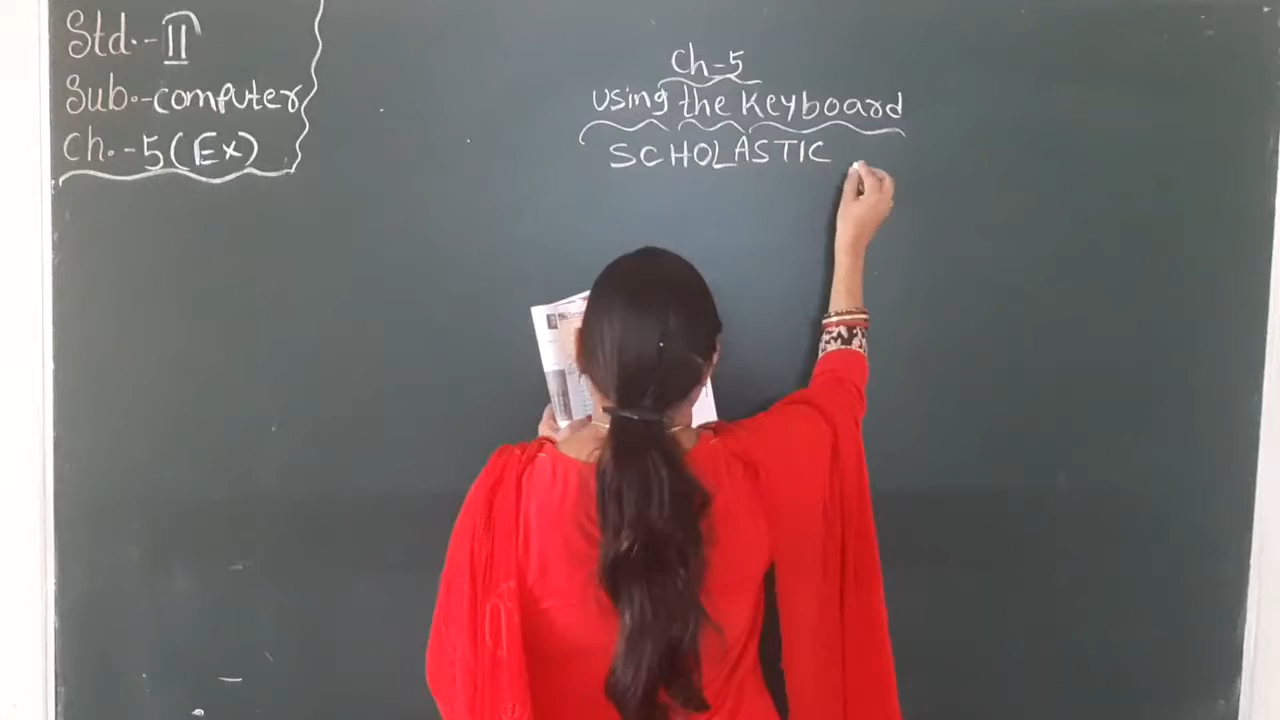 Std.-II
Sub.-computer
Ch.-5(Ex)
Ch-5
using the Keyboard
SCHOLASTIC